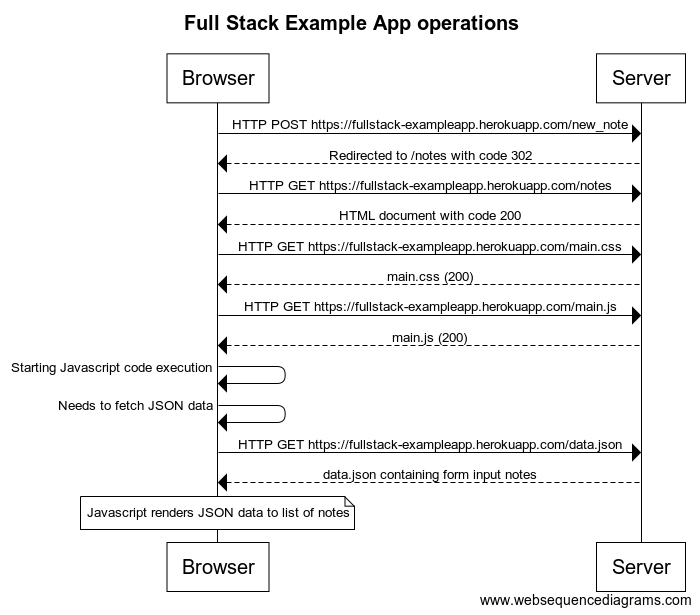 Full Stack Example App operations
Browser
Server
HTTP POST https://fullstack-exampleapp.herokuapp.com/new_note
Redirected to /notes with code 302
HTTP GET https://fullstack-exampleapp.herokuapp.com/notes
HTML document with code 200
HTTP GET https://fullstack-exampleapp.herokuapp.com/main.css
main.css (200)
HTTP GET https://fullstack-exampleapp.herokuapp.com/main.js
main.js (200)
Starting Javascript code execution
Needs to fetch JSON data
HTTP GET https://fullstack-exampleapp.herokuapp.com/data.json
data.json containing form input notes
Javascript renders JSON data to list of notes
Browser
Server
www.websequencediagrams.com